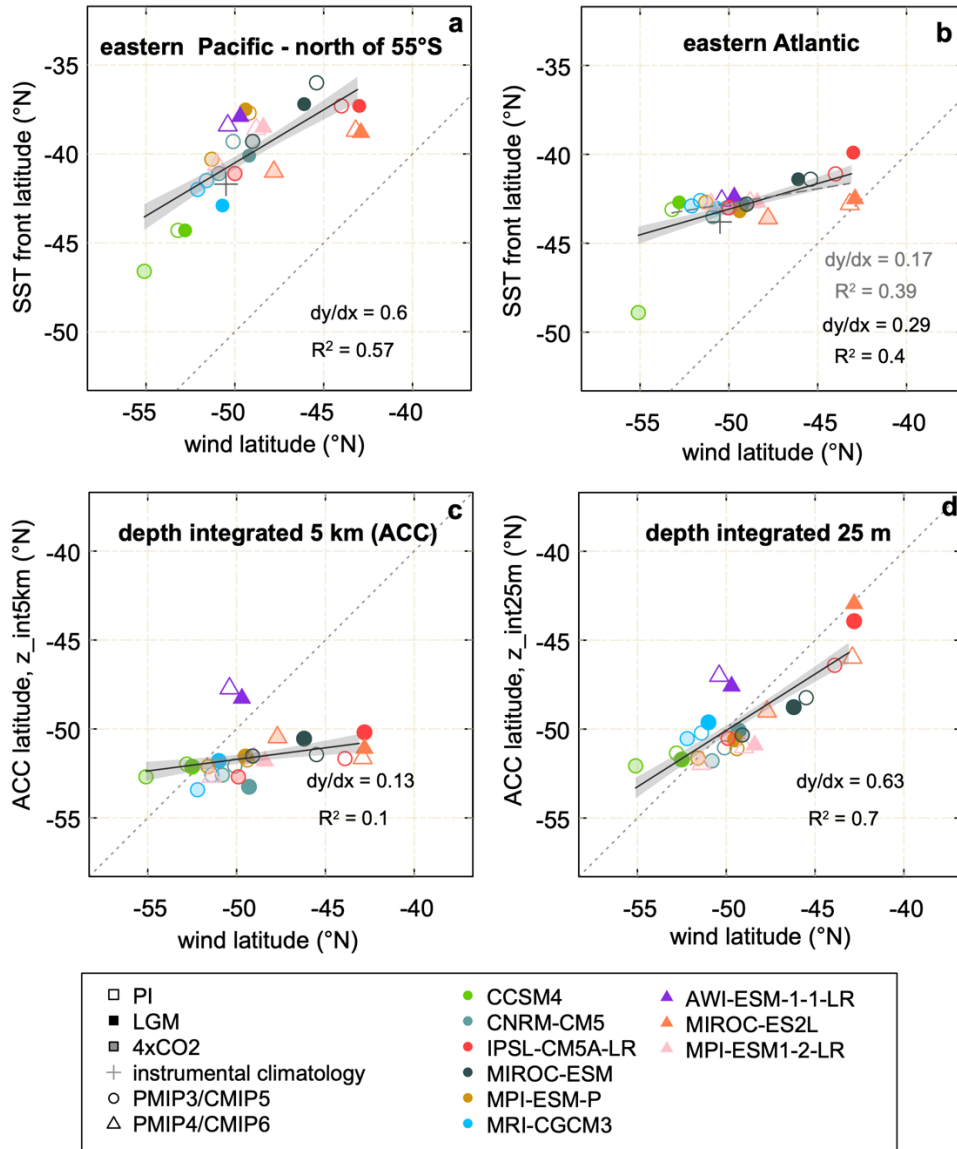 a
eastern Pacific - north of 55°S
-35
-40
-45
-50
SST front latitude (°N)
dy/dx = 0.6
R² = 0.57
-55 -50 -45 -40
wind latitude (°N)
b
eastern Atlantic
-35
-40
-45
-50
SST front latitude (°N)
dy/dx = 0.17
R² = 0.39
dy/dx = 0.29
R² = 0.4
-55 -50 -45 -40
wind latitude (°N)
c
depth integrated 5 km (ACC)
-40
-45
-50
-55
ACC latitude, z_int5km (°N)
dy/dx = 0.13
R² = 0.1
-55 -50 -45 -40
wind latitude (°N)
d
depth integrated 25 m
-40
-45
-50
-55
ACC latitude, z_int25m (°N)
dy/dx = 0.63
R² = 0.7
-55 -50 -45 -40
wind latitude (°N)
PI
LGM
4xCO2
instrumental climatology
PMIP3/CMIP5
PMIP4/CMIP6
CCSM4
CNRM-CM5
IPSL-CM5A-LR
MIROC-ESM
MPI-ESM-P
MRI-CGCM3
AWI-ESM-1-1-LR
MIROC-ES2L
MPI-ESM1-2-LR